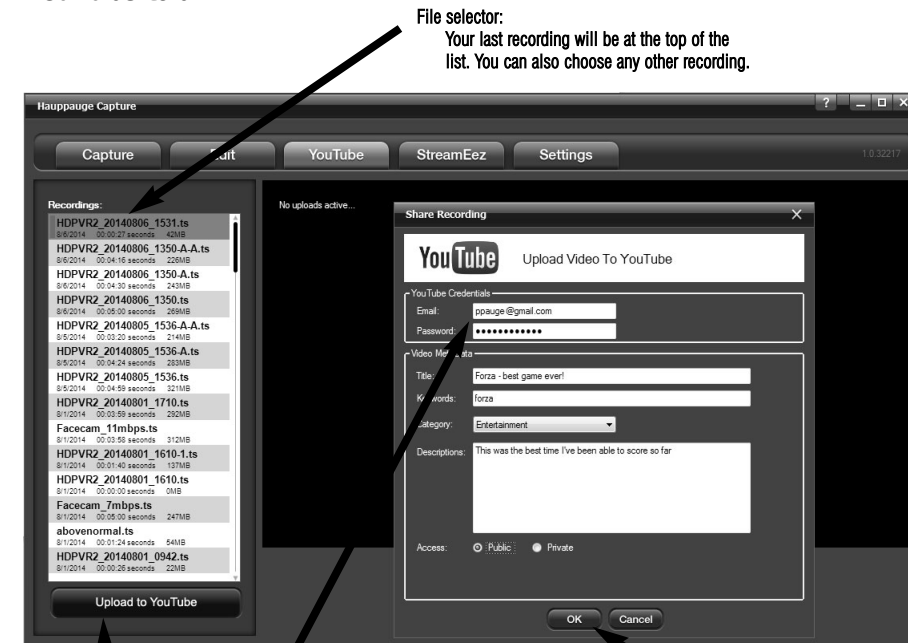 File selector:
Your last recording will be at the top of the
list. You can also choose any other recording.
Hauppauge Capture
?
Capture
YouTube
StreamEez
Settings
1.0.32217
Recordings:
HDPVR2_20140806_1531.ts
8/6/2014 00:00:27 seconds 42MB
HDPVR2_20140806_1350-A-A.ts
8/6/2014 00:04:16 seconds 226MB
HDPVR2_20140806_1350-A.ts
8/6/2014 00:04:30 seconds 243MB
HDPVR2_20140806_1350.ts
8/6/2014 00:05:00 seconds 269MB
HDPVR2_20140805_1536-A-A.ts
8/5/2014 00:03:20 seconds 214MB
HDPVR2_20140805_1536-A.ts
8/5/2014 00:04:24 seconds 283MB
HDPVR2_20140805_1536.ts
8/5/2014 00:04:59 seconds 321MB
HDPVR2_20140801_1710.ts
8/1/2014 00:03:59 seconds 292MB
Facecam_11mbps.ts
8/1/2014 00:03:58 seconds 312MB
HDPVR2_20140801_1610-1.ts
8/1/2014 00:01:40 seconds 137MB
HDPVR2_20140801_1610.ts
8/1/2014 00:00:00 seconds 0MB
Facecam_7mbps.ts
8/1/2014 00:05:00 seconds 247MB
abovenormal.ts
8/1/2014 00:01:24 seconds 54MB
HDPVR2_20140801_0942.ts
8/1/2014 00:00:26 seconds 22MB
Upload to YouTube
No uploads active...
Share Recording
YouTube
Upload Video To YouTube
YouTube Credentials
Email: ppauge@gmail.com
Password: ••••••••••••
Video
Title: Forza - best game ever!
Keywords: forza
Category: Entertainment
Descriptions: This was the best time I've been able to score so far
Access: Public Private
OK Cancel